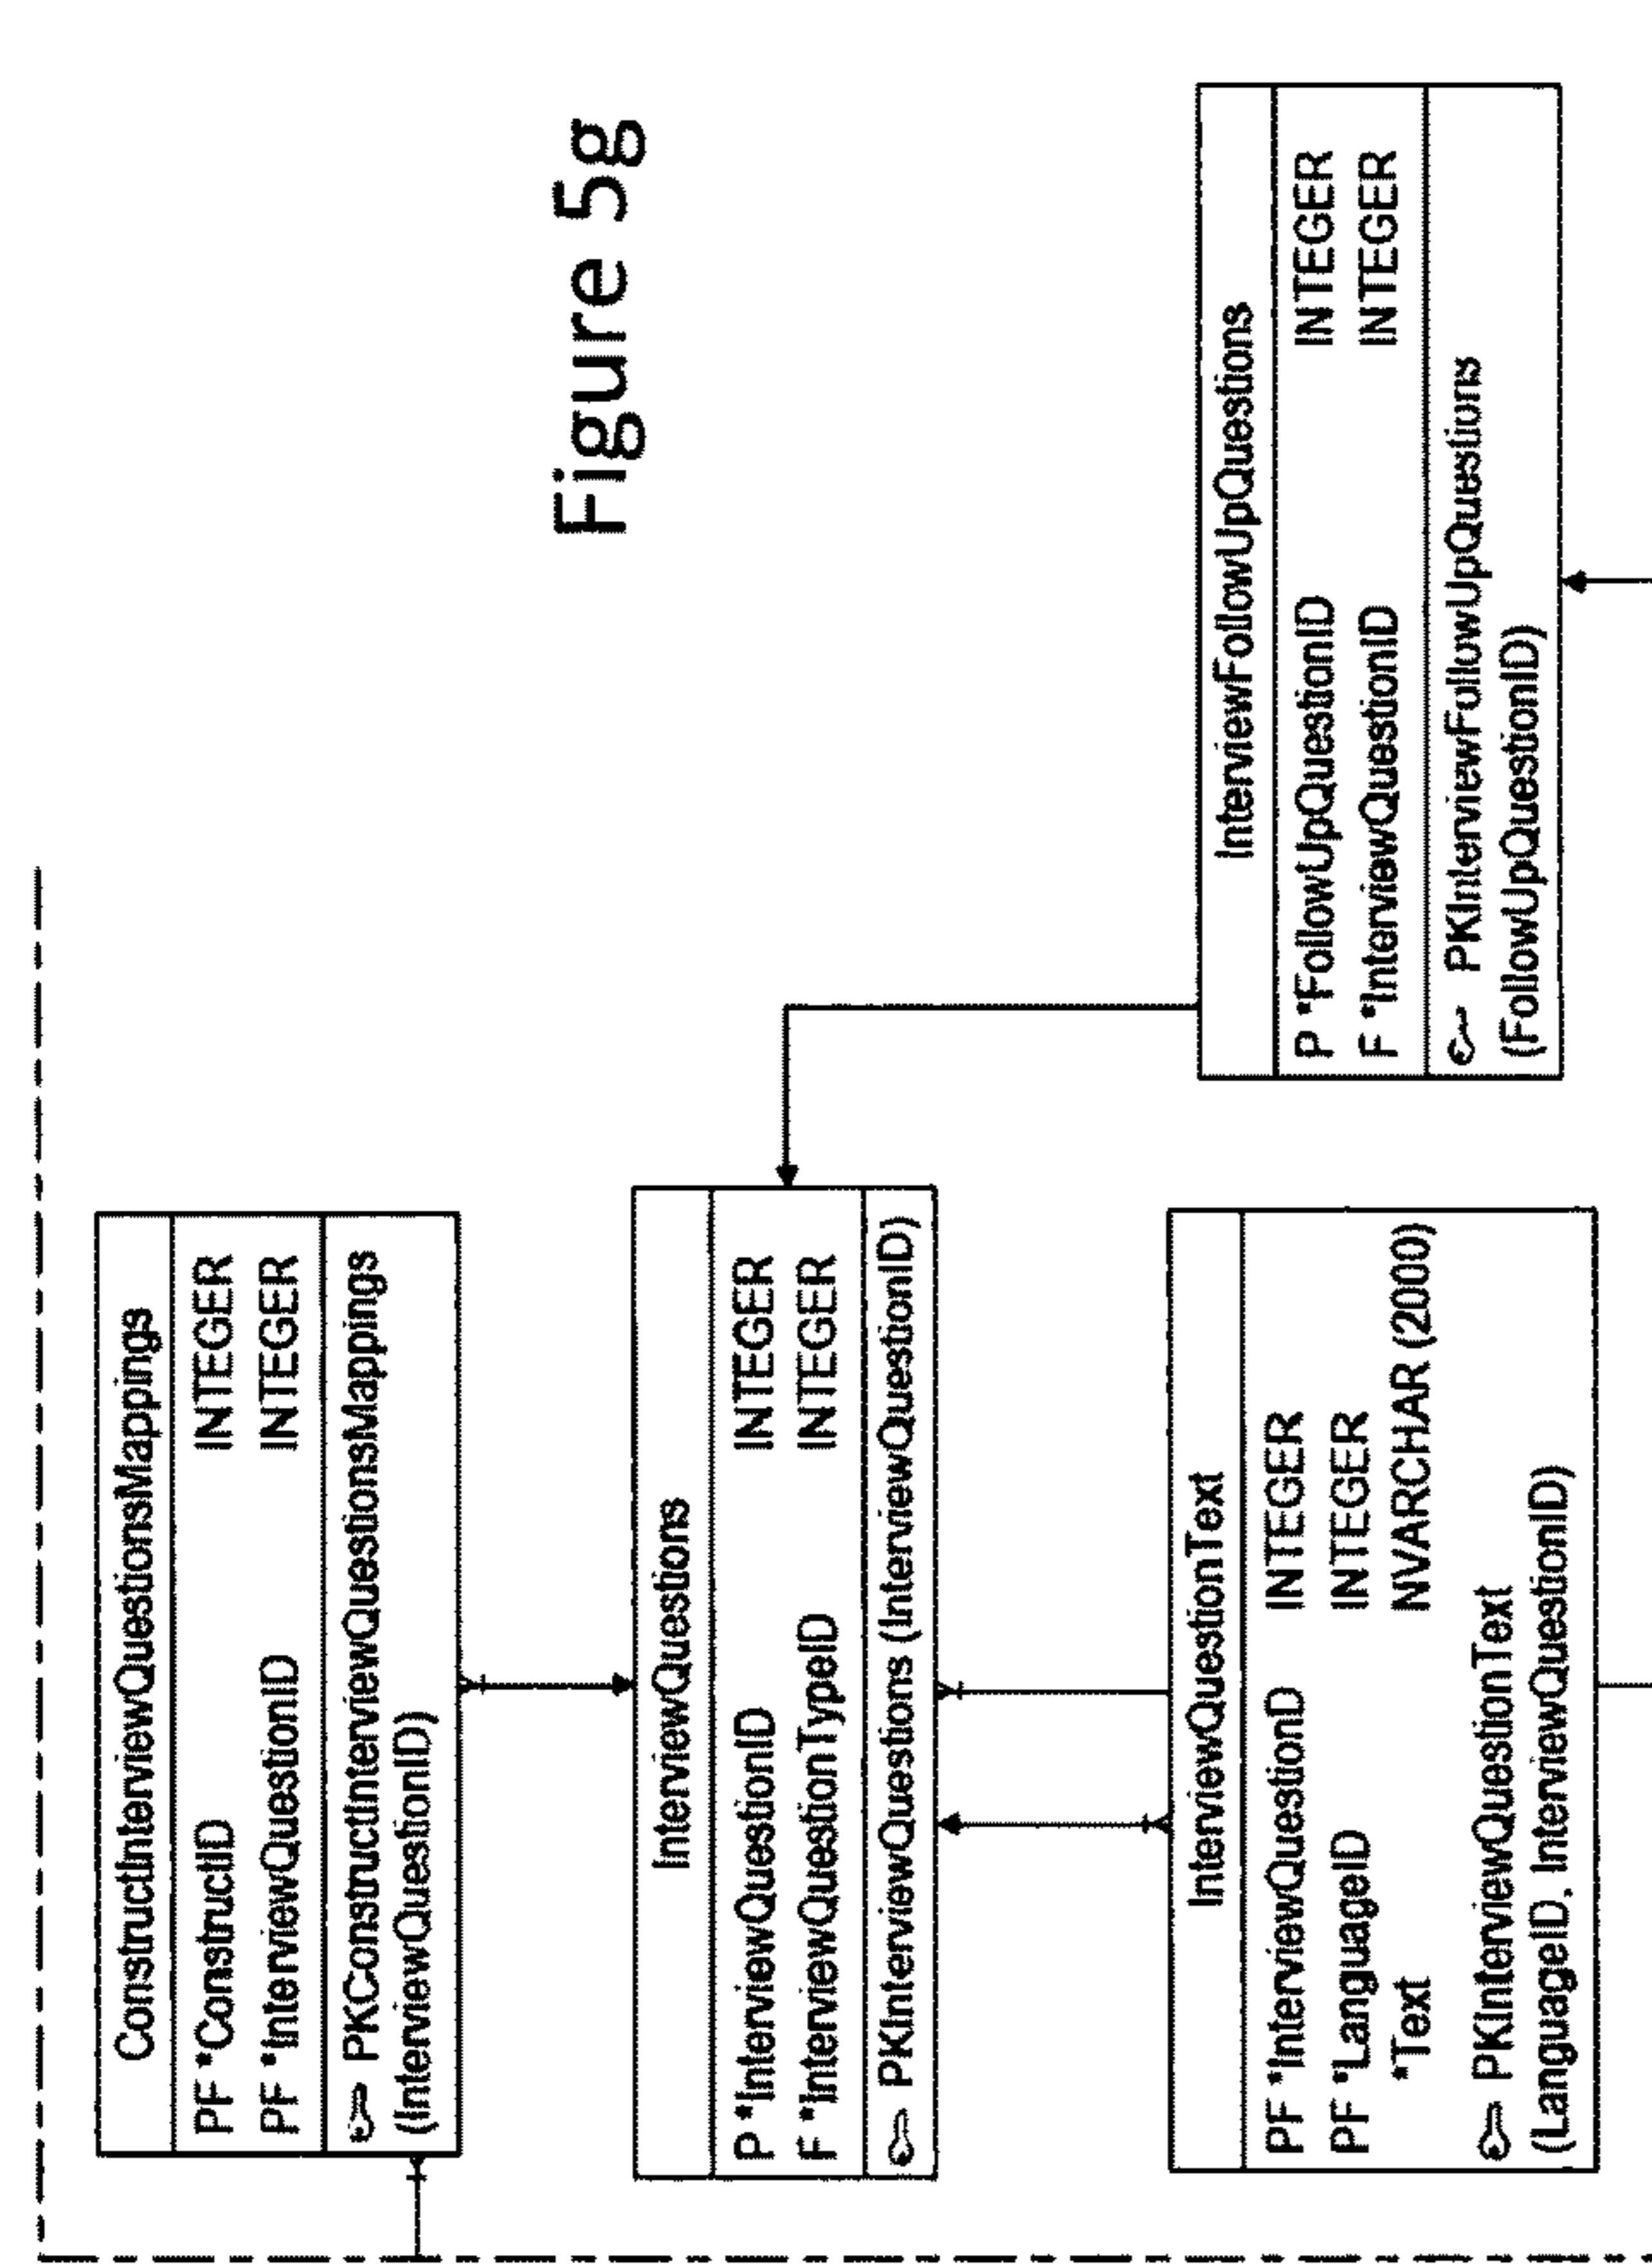 Figure 5g
ConstructInterviewQuestionsMappings
PF *ConstructID INTEGER
PF *InterviewQuestionID INTEGER
PKConstructInterviewQuestionsMappings
(InterviewQuestionID)
InterviewQuestions
P *InterviewQuestionID INTEGER
F *InterviewQuestionTypeID INTEGER
PKInterviewQuestions (InterviewQuestionID)
InterviewQuestionText
PF *InterviewQuestionD INTEGER
PF *LanguageID INTEGER
*Text NVARCHAR (2000)
PKInterviewQuestionText
(LanguageID, InterviewQuestionID)
InterviewFollowUpQuestions
P *FollowUpQuestionID INTEGER
F *InterviewQuestionID INTEGER
PKInterviewFollowUpQuestions
(FollowUpQuestionID)